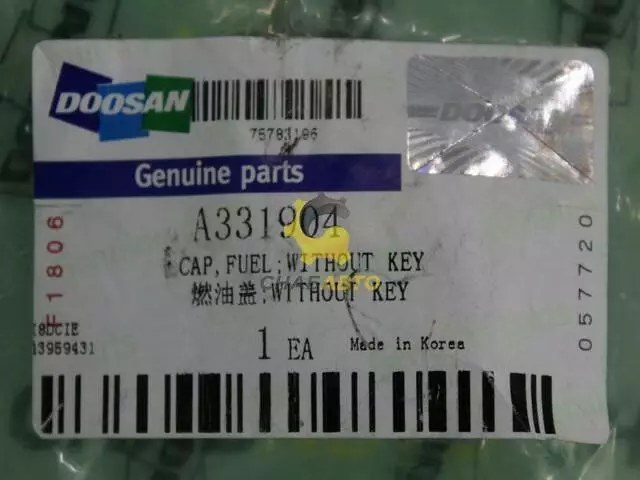 DOOSAN
75783196
Genuine parts
A331904
CAP, FUEL;WITHOUT KEY
燃油盖;WITHOUT KEY
1 EA
Made in Korea
F1806
057720
13959431